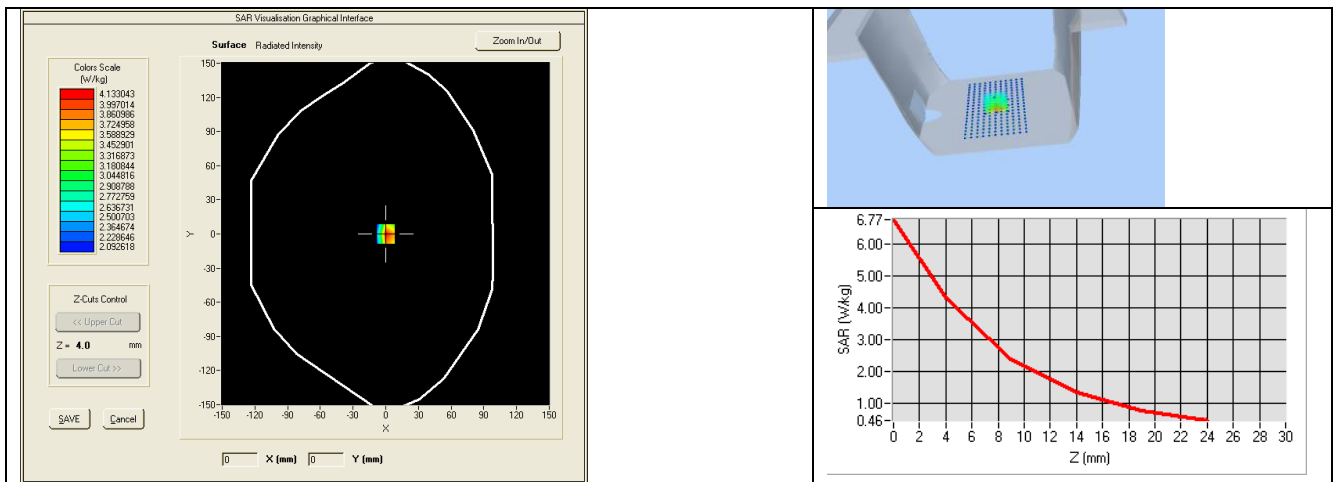 SAR Visualisation Graphical Interface
Surface Radiated Intensity
Zoom In/Out
Colors Scale
(W/kg)
4.133043
3.997014
3.860986
3.724958
3.588929
3.452901
3.316873
3.180844
3.044816
2.908788
2.772759
2.636731
2.500703
2.364674
2.228646
2.092618
Z-Cuts Control
<< Upper Cut
Z = 4.0 mm
Lower Cut >>
SAVE Cancel
150
120
90
60
30
0
-30
-60
-90
-120
-150
Y
-150 -120 -90 -60 -30 0 30 60 90 120 150
X
0 X (mm) 0 Y (mm)
6.77
6.00
5.00
4.00
3.00
2.00
1.00
0.46
SAR (W/kg)
0 2 4 6 8 10 12 14 16 18 20 22 24 26 28 30
Z (mm)